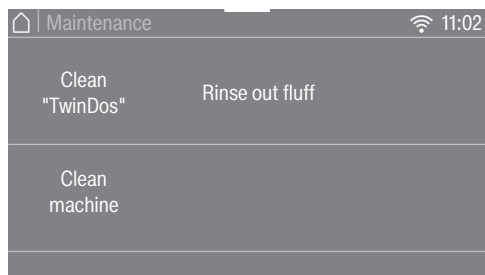 Maintenance 11:02
Clean
"TwinDos"
Rinse out fluff
Clean
machine